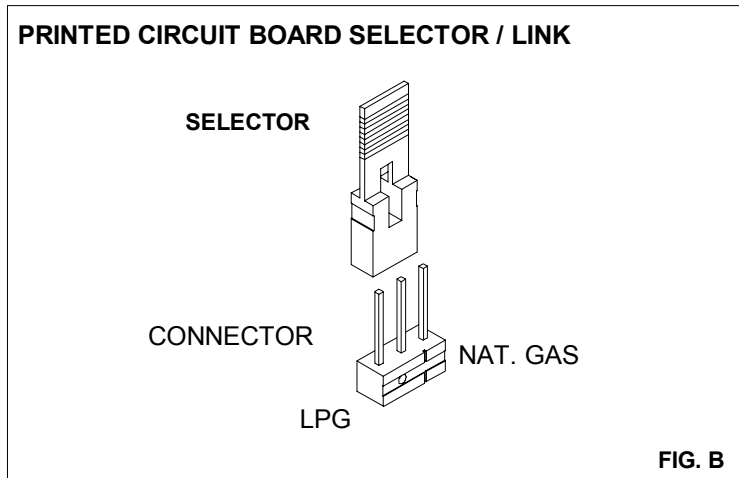 PRINTED CIRCUIT BOARD SELECTOR / LINK
SELECTOR
CONNECTOR
NAT. GAS
LPG
FIG. B